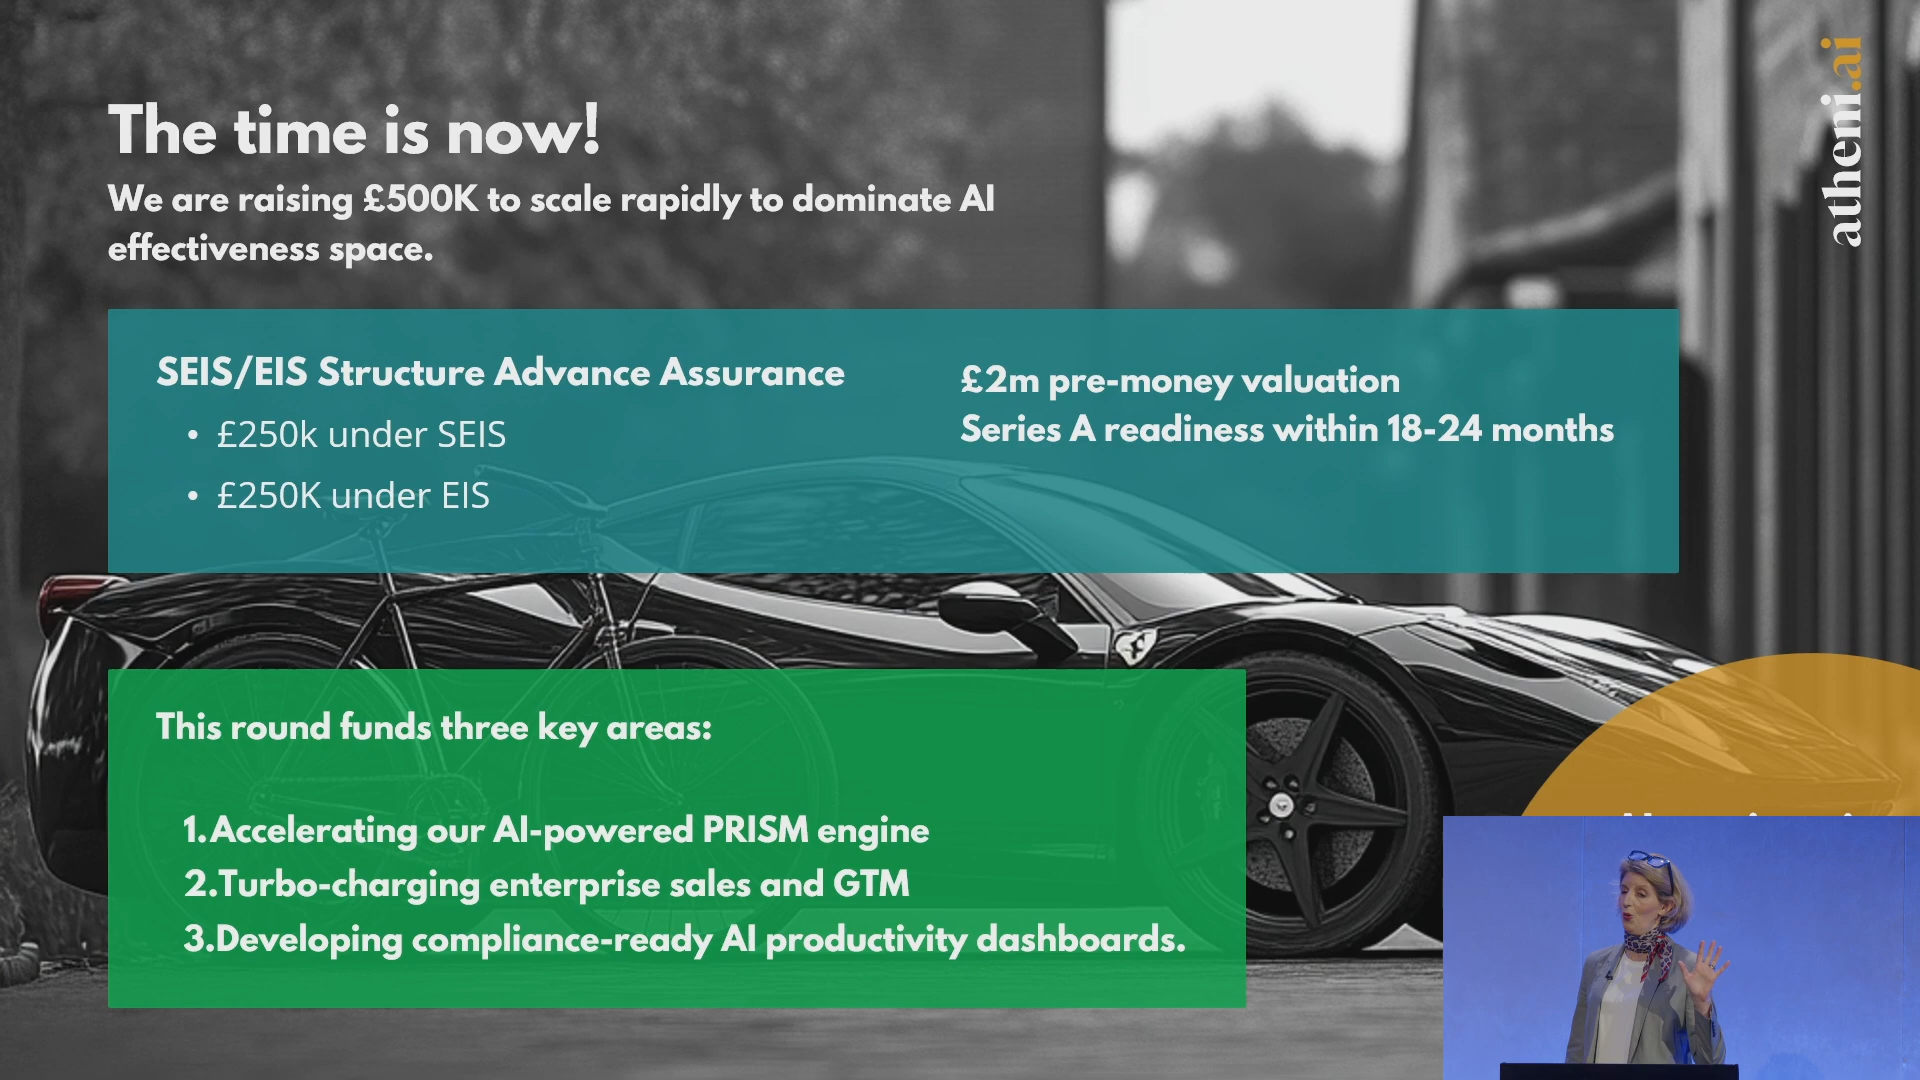 The time is now!
We are raising £500K to scale rapidly to dominate AI
effectiveness space.
atheni.ai
SEIS/EIS Structure Advance Assurance
• £250k under SEIS
• £250K under EIS
£2m pre-money valuation
Series A readiness within 18-24 months
This round funds three key areas:
1.Accelerating our AI-powered PRISM engine
2.Turbo-charging enterprise sales and GTM
3.Developing compliance-ready AI productivity dashboards.